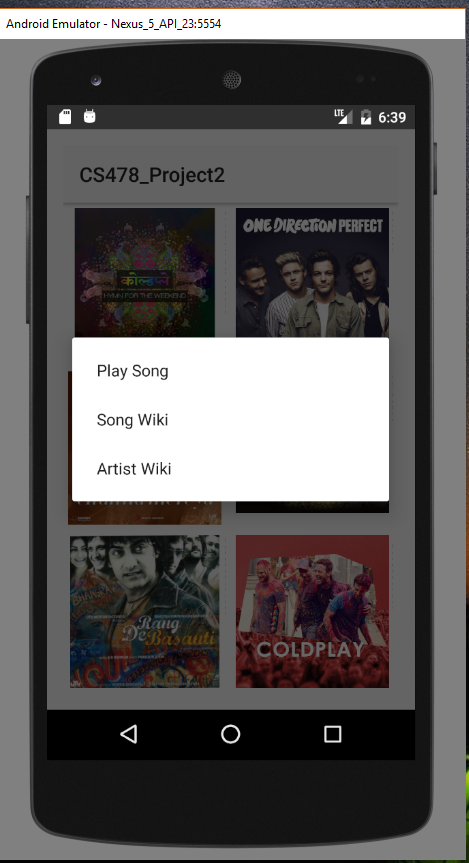 Android Emulator - Nexus_5_API_23:5554
LTE
6:39
CS478_Project2
कोल्डप्ले
HYMN FOR THE WEEKEND
ONE DIRECTION PERFECT
Play Song
Song Wiki
Artist Wiki
Rang
De Basanti
COLDPLAY